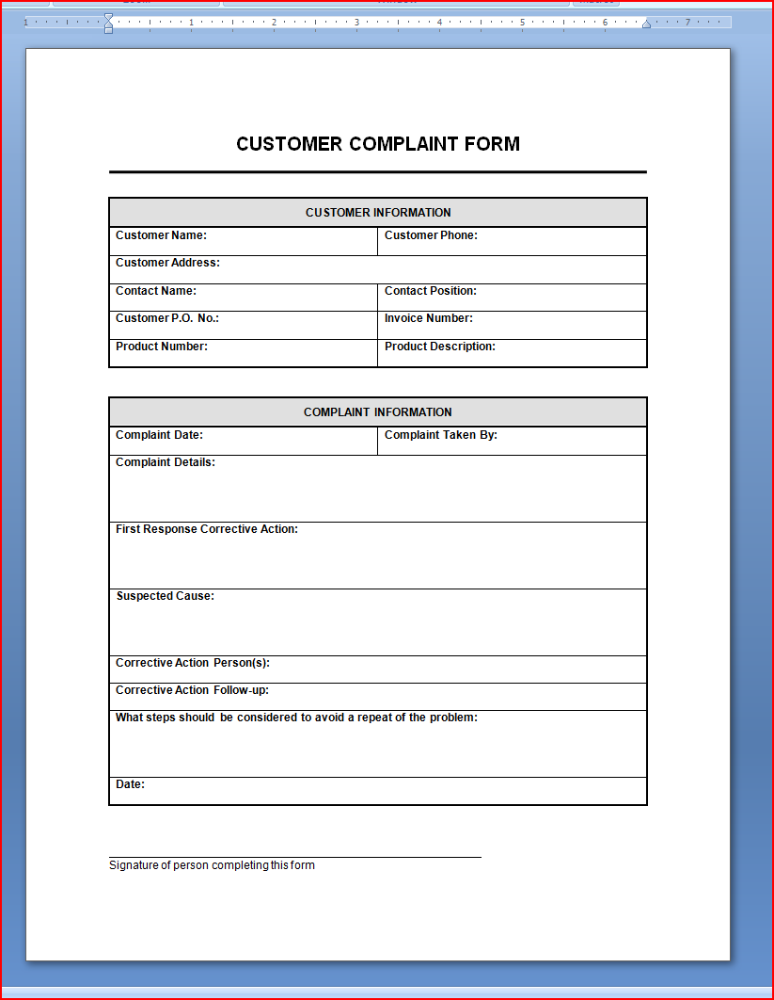 1 1 2 3 4 5 6 7
CUSTOMER COMPLAINT FORM
CUSTOMER INFORMATION
Customer Name: Customer Phone:
Customer Address:
Contact Name: Contact Position:
Customer P.O. No.: Invoice Number:
Product Number: Product Description:
COMPLAINT INFORMATION
Complaint Date: Complaint Taken By:
Complaint Details:
First Response Corrective Action:
Suspected Cause:
Corrective Action Person(s):
Corrective Action Follow-up:
What steps should be considered to avoid a repeat of the problem:
Date:
Signature of person completing this form